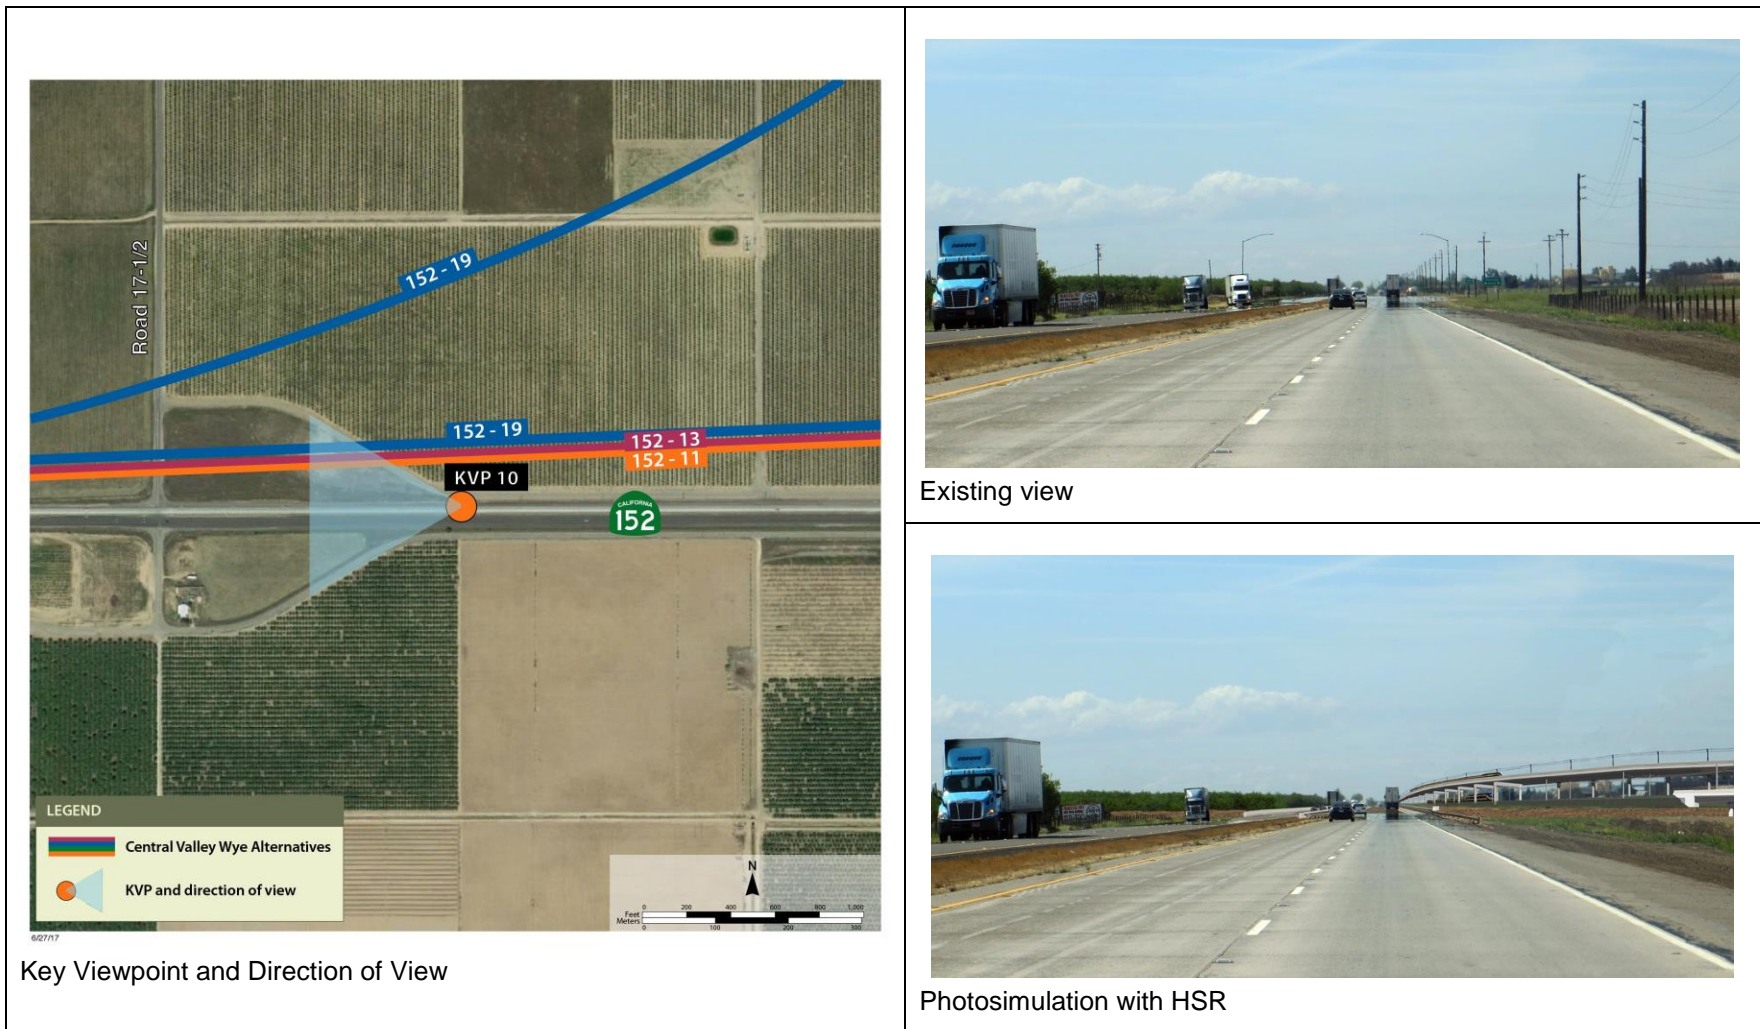 152 - 19
Road 17-1/2
152 - 19
152 - 13
152 - 11
KVP 10
CALIFORNIA
152
LEGEND
Central Valley Wye Alternatives
KVP and direction of view
N
0 200 400 600 800 1,000
Feet
Meters
0 100 200 300
6/27/17
Key Viewpoint and Direction of View
Existing view
Photosimulation with HSR